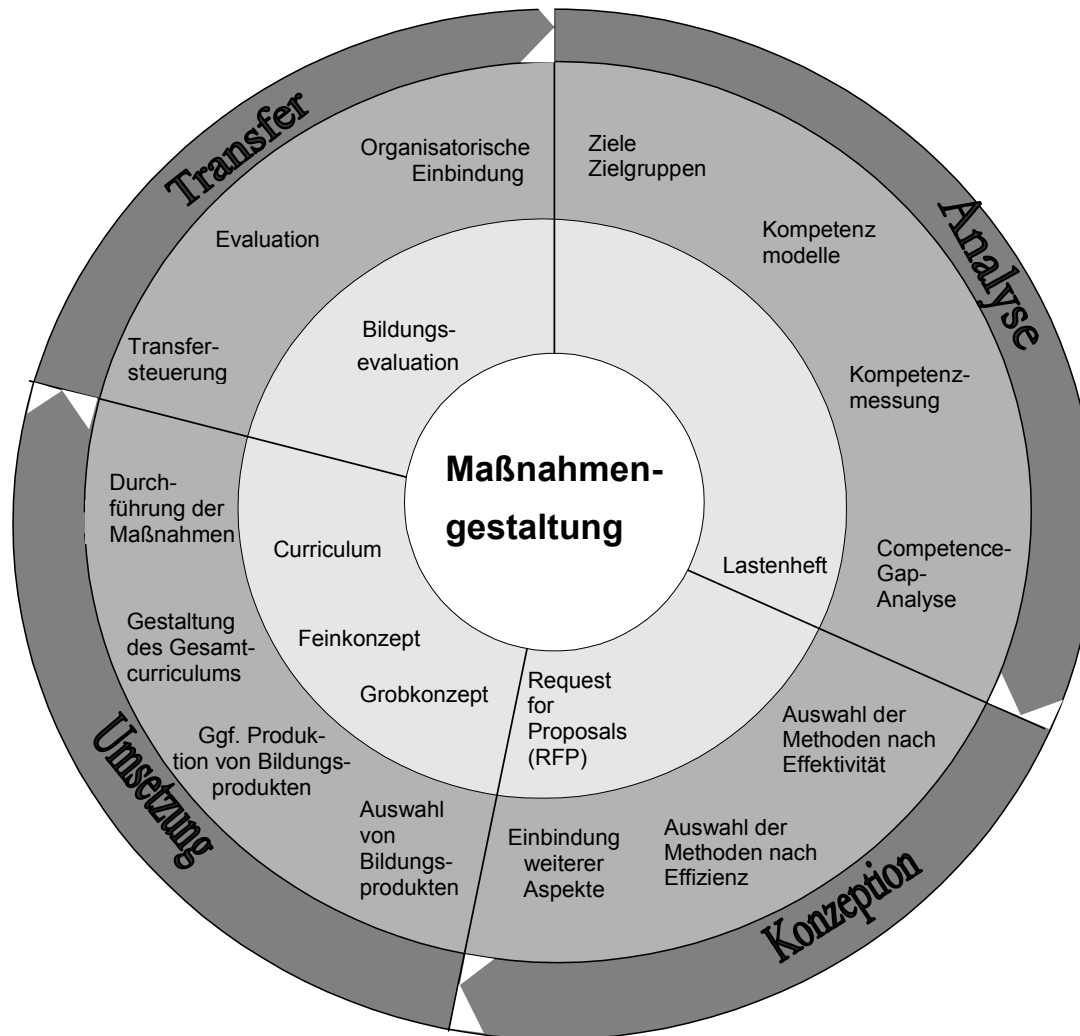 Transfer
Analyse
Konzeption
Umsetzung
Organisatorische
Einbindung
Evaluation
Transfer-
steuerung
Ziele
Zielgruppen
Kompetenz
modelle
Kompetenz-
messung
Competence-
Gap-
Analyse
Auswahl der
Methoden nach
Effektivität
Auswahl der
Methoden nach
Effizienz
Einbindung
weiterer
Aspekte
Auswahl
von
Bildungs-
produkten
Ggf. Produk-
tion von Bildungs-
produkten
Gestaltung
des Gesamt-
curriculums
Durch-
führung der
Maßnahmen
Bildungs-
evaluation
Lastenheft
Request
for
Proposals
(RFP)
Grobkonzept
Feinkonzept
Curriculum
Maßnahmen-
gestaltung